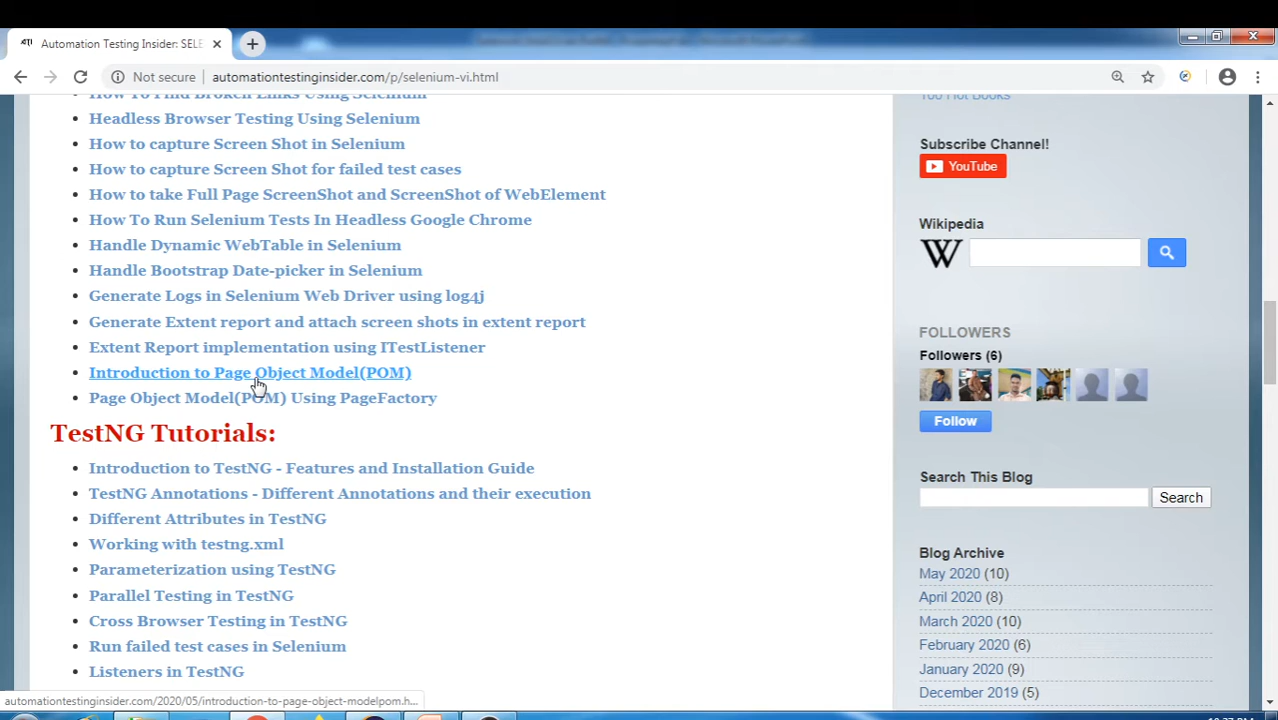 ATI Automation Testing Insider: SELE
Not secure automationtestinginsider.com/p/selenium-vi.html
How To Find Broken Links Using Selenium
Headless Browser Testing Using Selenium
How to capture Screen Shot in Selenium
How to capture Screen Shot for failed test cases
How to take Full Page ScreenShot and ScreenShot of WebElement
How To Run Selenium Tests In Headless Google Chrome
Handle Dynamic WebTable in Selenium
Handle Bootstrap Date-picker in Selenium
Generate Logs in Selenium Web Driver using log4j
Generate Extent report and attach screen shots in extent report
Extent Report implementation using ITestListener
Introduction to Page Object Model(POM)
Page Object Model(POM) Using PageFactory
TestNG Tutorials:
Introduction to TestNG - Features and Installation Guide
TestNG Annotations - Different Annotations and their execution
Different Attributes in TestNG
Working with testng.xml
Parameterization using TestNG
Parallel Testing in TestNG
Cross Browser Testing in TestNG
Run failed test cases in Selenium
Listeners in TestNG
automationtestinginsider.com/2020/05/introduction-to-page-object-modelpom.h...
Subscribe Channel!
YouTube
Wikipedia
W
FOLLOWERS
Followers (6)
Follow
Search This Blog
Search
Blog Archive
May 2020 (10)
April 2020 (8)
March 2020 (10)
February 2020 (6)
January 2020 (9)
December 2019 (5)